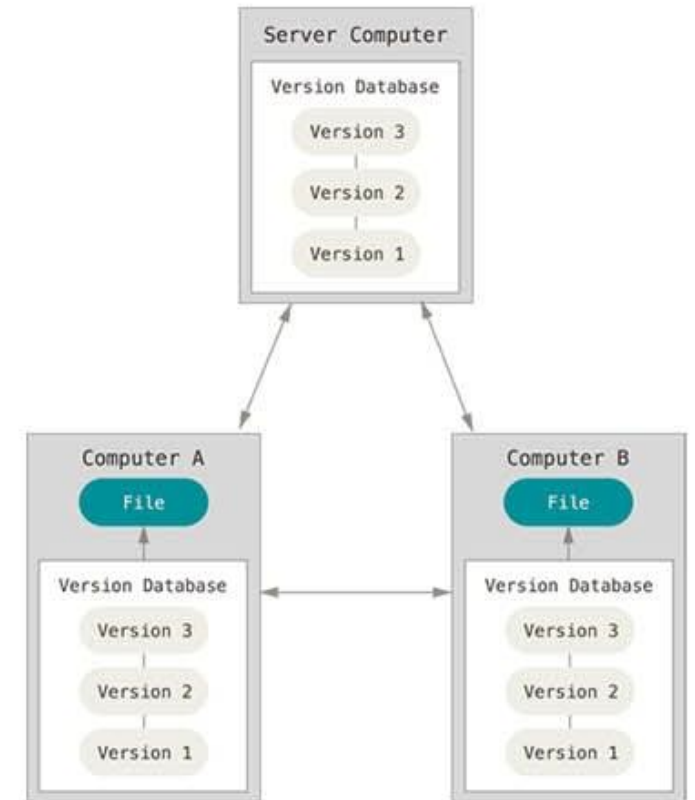 Server Computer
Version Database
Version 3
Version 2
Version 1
Computer A
File
Version Database
Version 3
Version 2
Version 1
Computer B
File
Version Database
Version 3
Version 2
Version 1